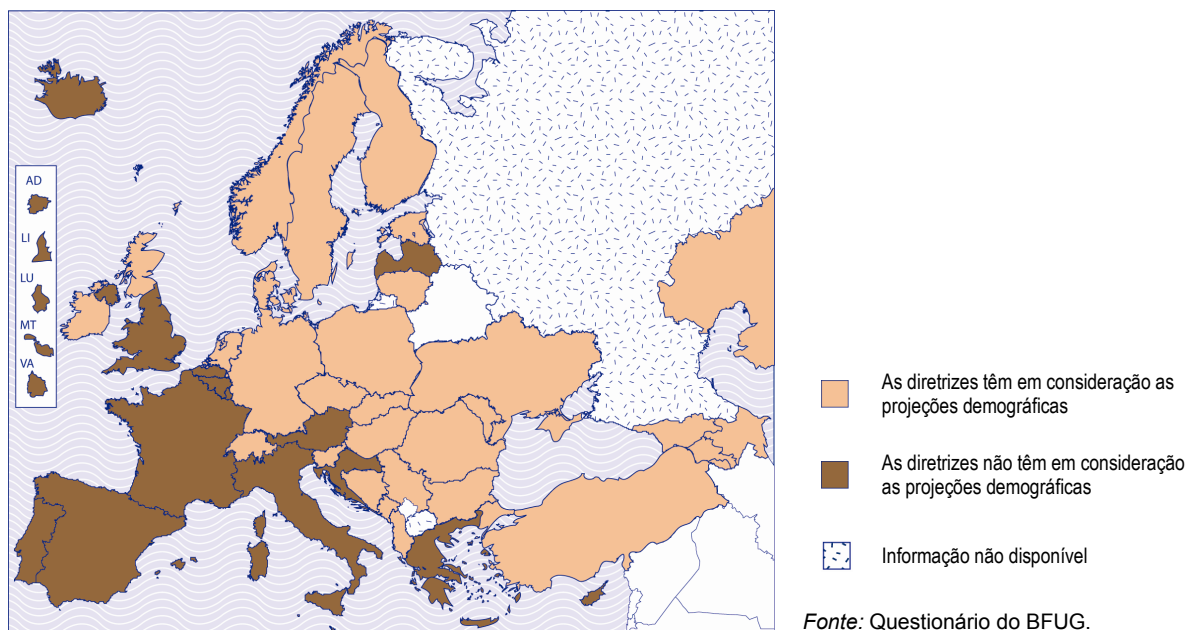 AD
LI
LU
MT
VA
As diretrizes têm em consideração as
projeções demográficas
As diretrizes não têm em consideração
as projeções demográficas
Informação não disponível
Fonte: Questionário do BFUG.